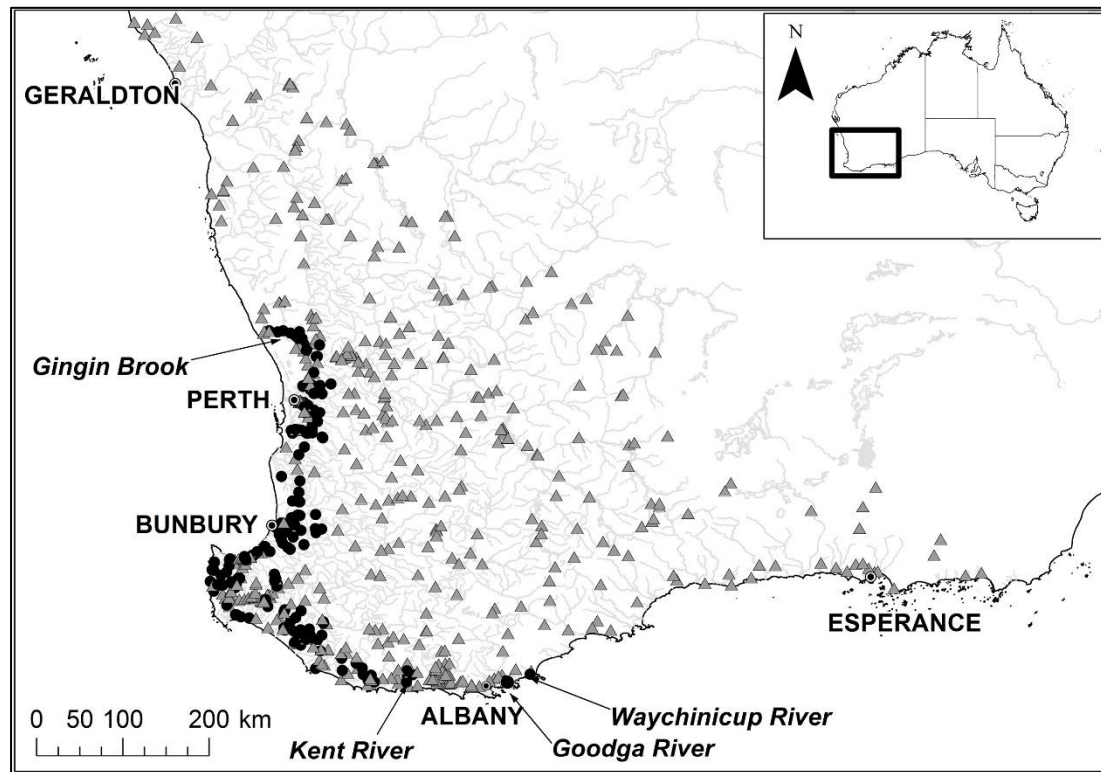 N
GERALDTON
Gingin Brook
PERTH
BUNBURY
ESPERANCE
ALBANY
Waychinicup River
Goodga River
Kent River
0 50 100 200 km